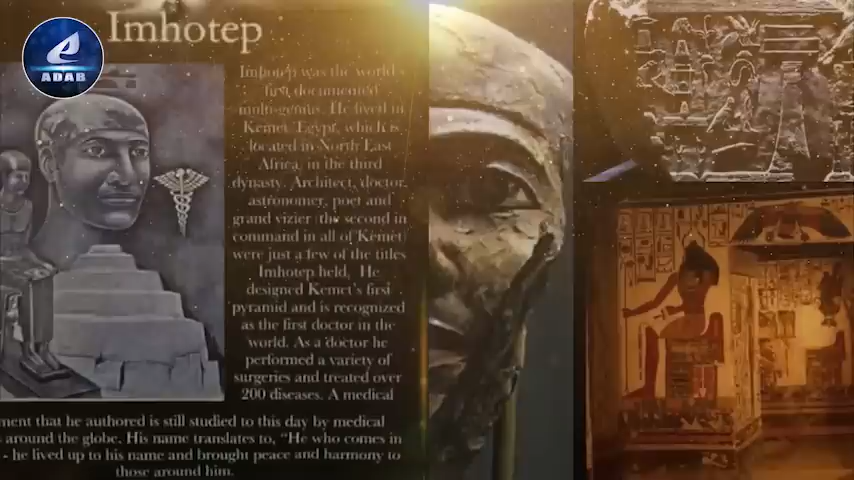 ADAB
Imhotep
Imhotep was the world's
first documented
multi-genius. He lived in
Kemet/Egypt, which is
located in North East
Africa, in the third
dynasty. Architect, doctor,
astronomer, poet and
grand vizier (the second in
command in all of Kemet)
were just a few of the titles
Imhotep held. He
designed Kemet's first
pyramid and is recognized
as the first doctor in the
world. As a doctor he
performed a variety of
surgeries and treated over
200 diseases. A medical
ment that he authored is still studied to this day by medical
around the globe. His name translates to, "He who comes in
- he lived up to his name and brought peace and harmony to
those around him.